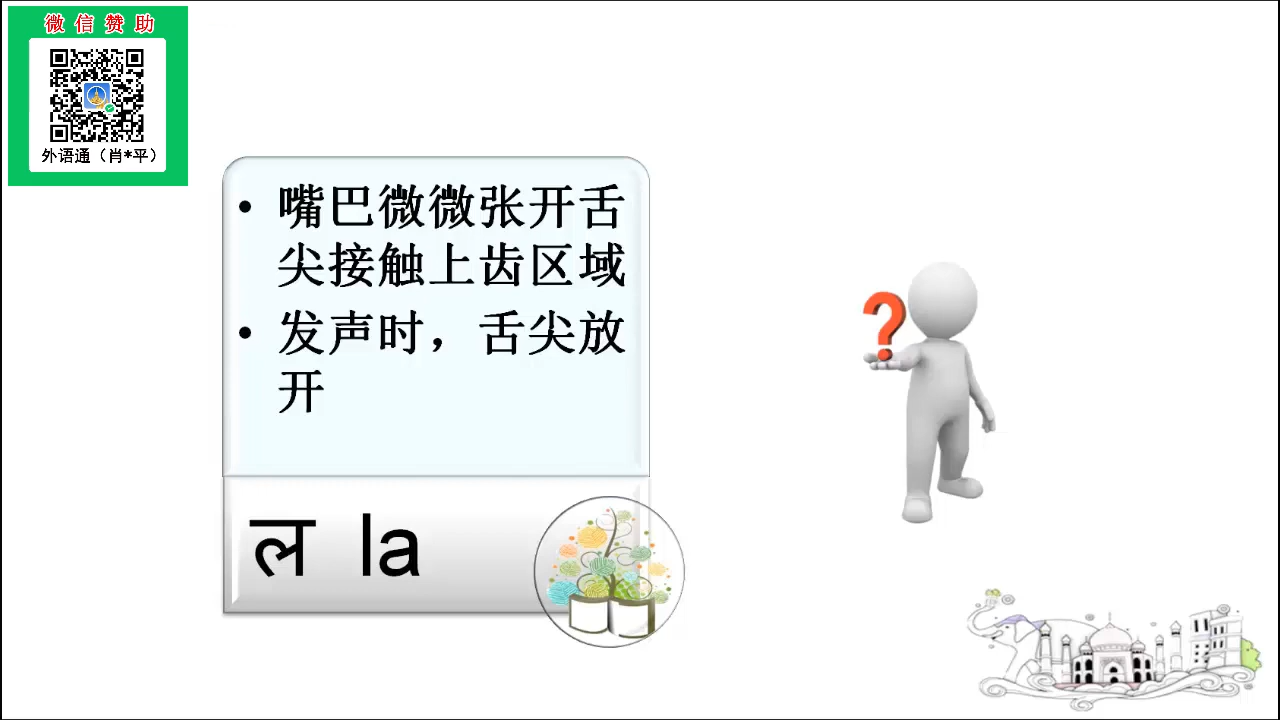 微信赞助
外语通（肖*平）
• 嘴巴微微张开舌
尖接触上齿区域
• 发声时，舌尖放
开
ल la
?